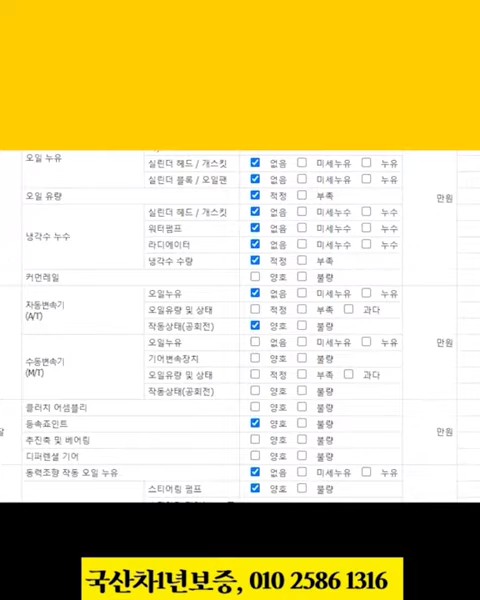 오일 누유
실린더 헤드 / 개스킷 없음 미세누유 누유
실린더 블록 / 오일팬 없음 미세누유 누유
오일 유량 적정 부족 만원
냉각수 누수
실린더 헤드 / 개스킷 없음 미세누수 누수
워터펌프 없음 미세누수 누수
라디에이터 없음 미세누수 누수
냉각수 수량 적정 부족
커먼레일 양호 불량
자동변속기
(A/T)
오일누유 없음 미세누유 누유
오일유량 및 상태 적정 부족 과다
작동상태(공회전) 양호 불량
수동변속기
(M/T)
오일누유 없음 미세누유 누유 만원
기어변속장치 양호 불량
오일유량 및 상태 적정 부족 과다
작동상태(공회전) 양호 불량
클러치 어셈블리 양호 불량
등속죠인트 양호 불량
추진축 및 베어링 양호 불량 만원
디퍼렌셜 기어 양호 불량
동력조향 작동 오일 누유 없음 미세누유 누유
스티어링 펌프 양호 불량
국산차1년보증, 010 2586 1316